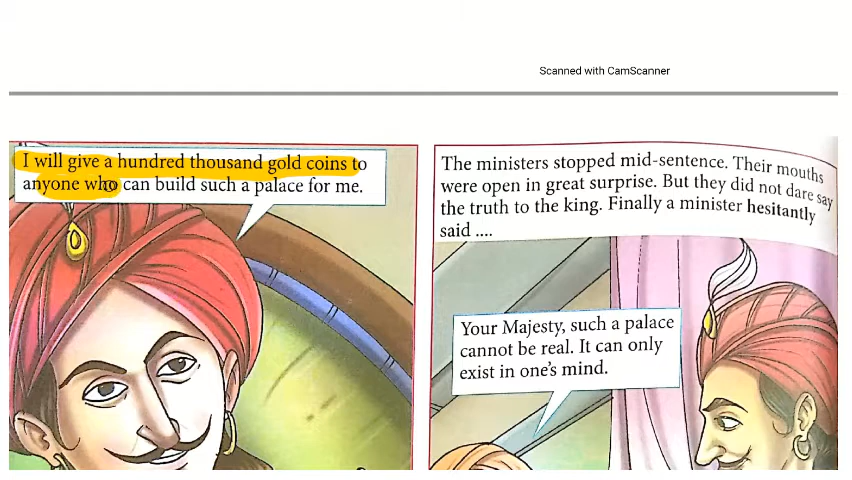 Scanned with CamScanner
I will give a hundred thousand gold coins to
anyone who can build such a palace for me.
The ministers stopped mid-sentence. Their mouths
were open in great surprise. But they did not dare say
the truth to the king. Finally a minister hesitantly
said ....
Your Majesty, such a palace
cannot be real. It can only
exist in one's mind.